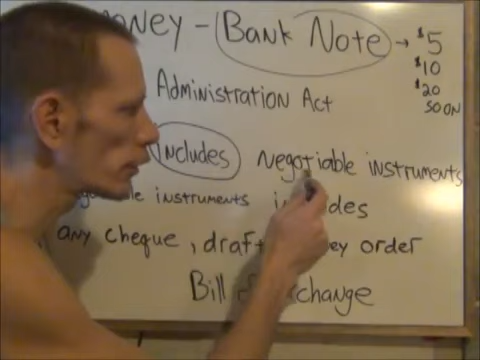 money - Bank Note → $5
$10
$20
SO ON
Administration Act
includes negotiable instruments
instruments includes
any cheque, draft order
Bill change